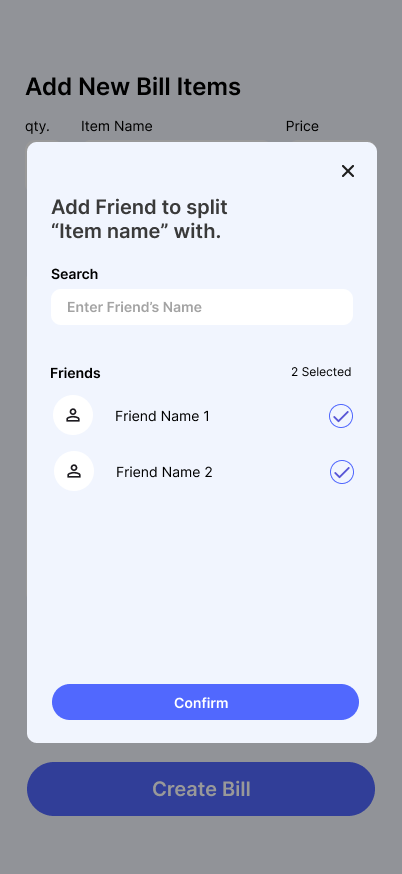 Add New Bill Items
qty. Item Name Price
Add Friend to split
“Item name” with.
Search
Enter Friend’s Name
Friends 2 Selected
Friend Name 1
Friend Name 2
Confirm
Create Bill